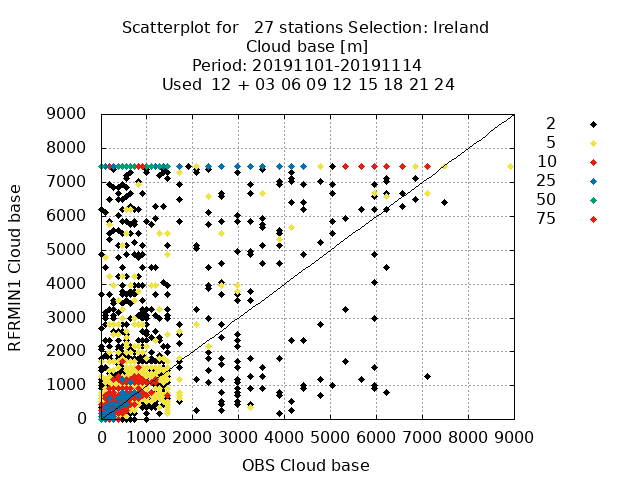 Scatterplot for   27 stations Selection: Ireland
Cloud base [m]
Period: 20191101-20191114
Used  12 + 03 06 09 12 15 18 21 24
9000
8000
7000
6000
5000
4000
3000
2000
1000
0
RFRMIN1 Cloud base
0 1000 2000 3000 4000 5000 6000 7000 8000 9000
OBS Cloud base
2
5
10
25
50
75